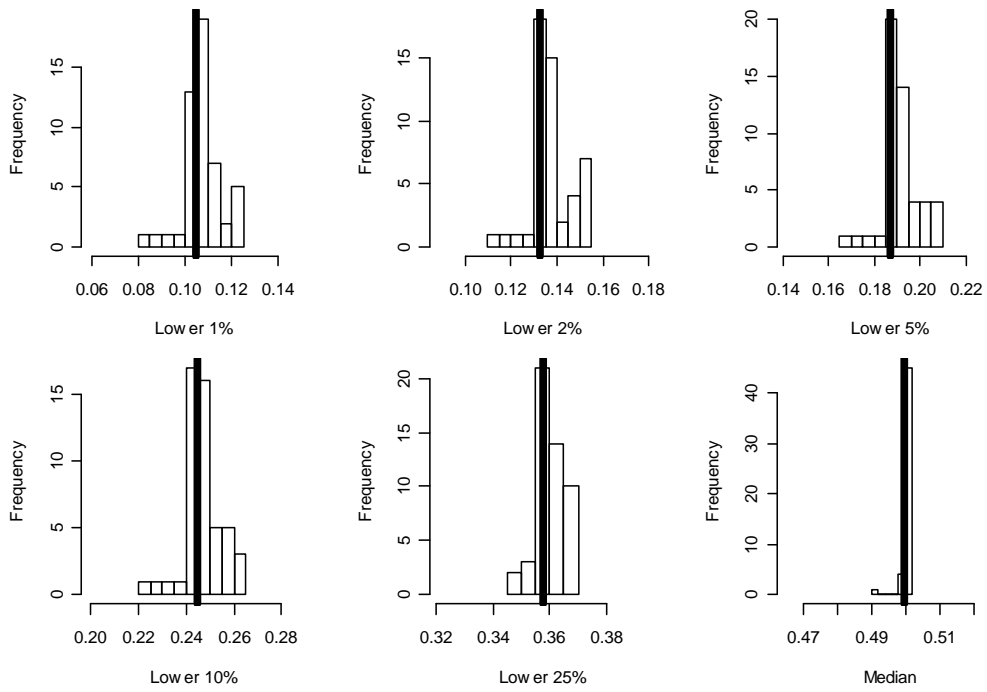 Frequency
0 5 10 15
0.06 0.08 0.10 0.12 0.14
Low er 1%
Frequency
0 5 10 15
0.10 0.12 0.14 0.16 0.18
Low er 2%
Frequency
0 5 10 15 20
0.14 0.16 0.18 0.20 0.22
Low er 5%
Frequency
0 5 10 15
0.20 0.22 0.24 0.26 0.28
Low er 10%
Frequency
0 5 10 15 20
0.32 0.34 0.36 0.38
Low er 25%
Frequency
0 10 20 30 40
0.47 0.49 0.51
Median